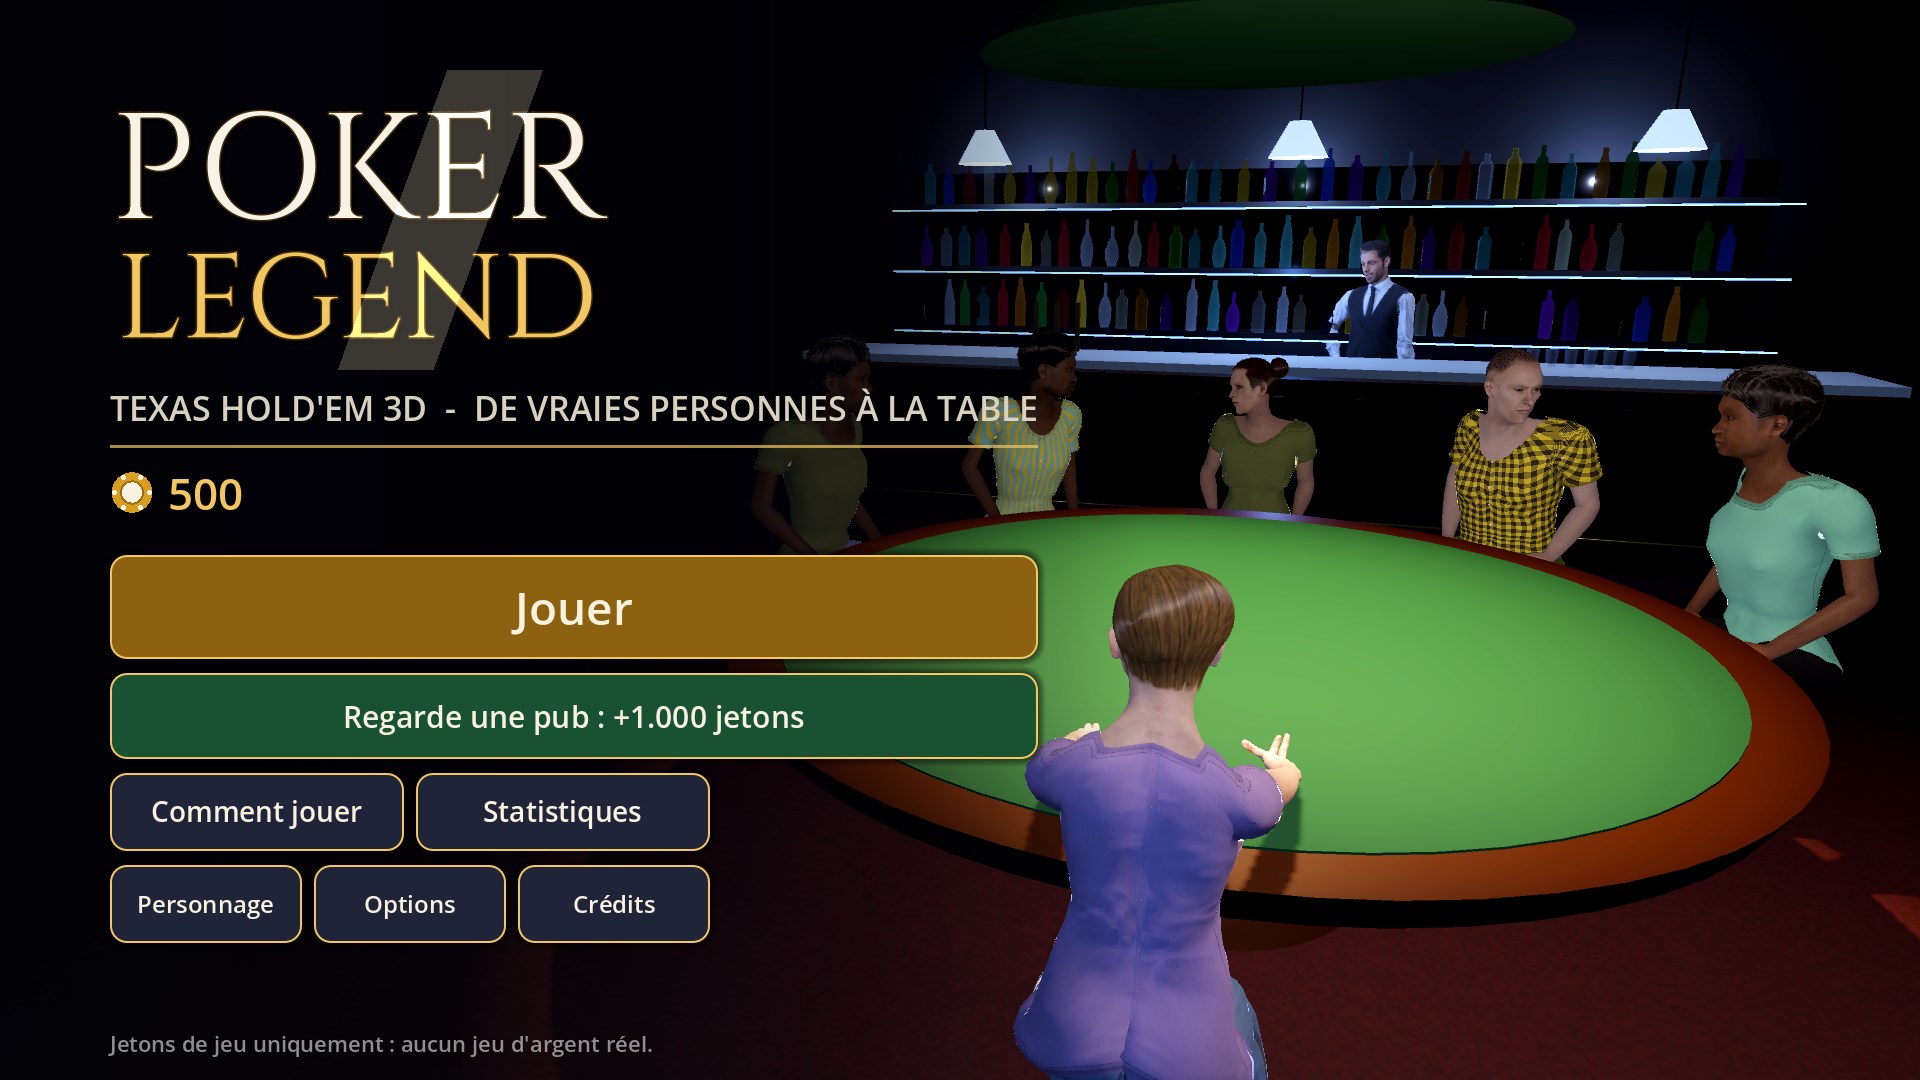 POKER
LEGEND
TEXAS HOLD'EM 3D - DE VRAIES PERSONNES À LA TABLE
500
Jouer
Regarde une pub : +1.000 jetons
Comment jouer
Statistiques
Personnage
Options
Crédits
Jetons de jeu uniquement : aucun jeu d'argent réel.